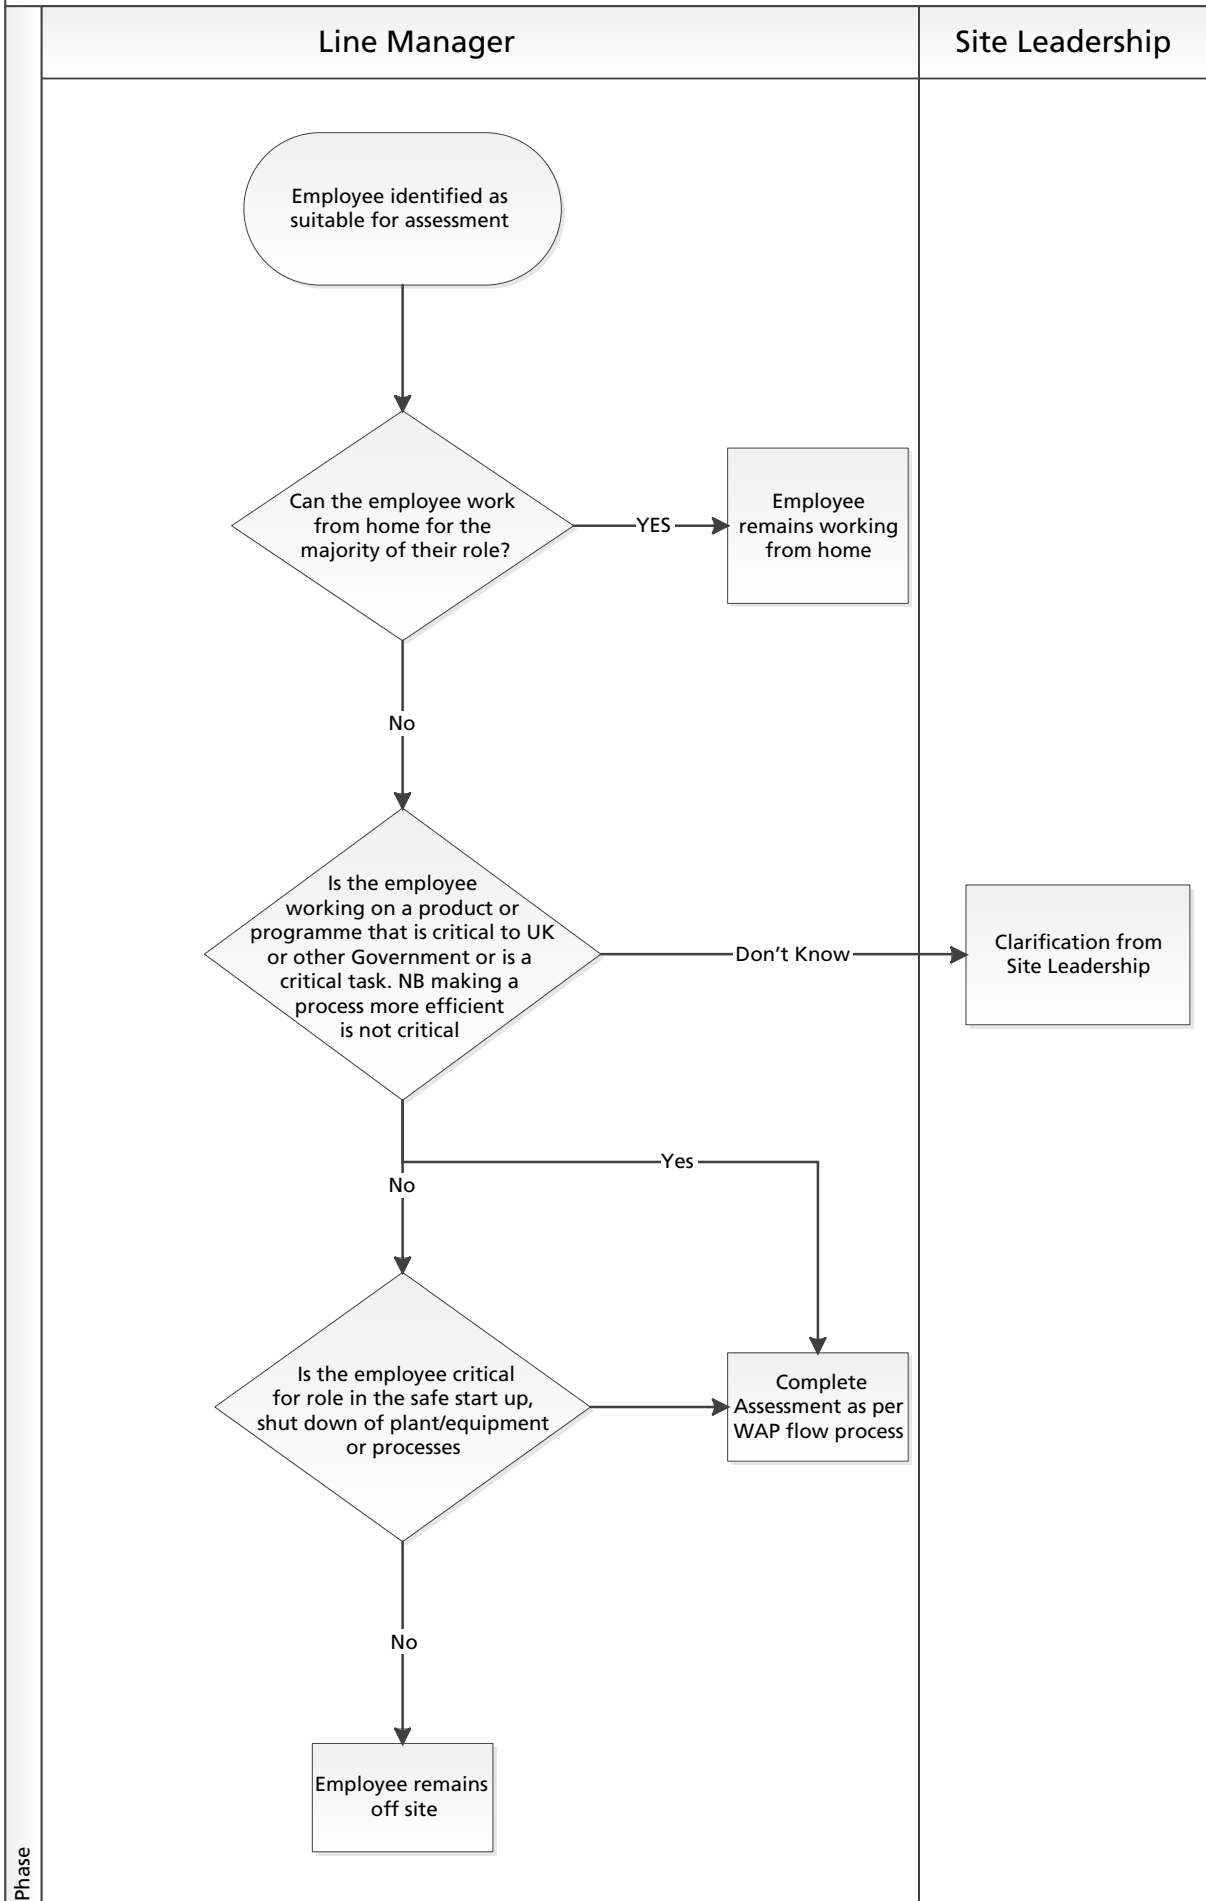 Line Manager
Site Leadership
Employee identified as
suitable for assessment
Can the employee work
from home for the
majority of their role?
YES
Employee
remains working
from home
No
Is the employee
working on a product or
programme that is critical to UK
or other Government or is a
critical task. NB making a
process more efficient
is not critical
Don't Know
Clarification from
Site Leadership
Yes
No
Is the employee critical
for role in the safe start up,
shut down of plant/equipment
or processes
Complete
Assessment as per
WAP flow process
No
Employee remains
off site
Phase